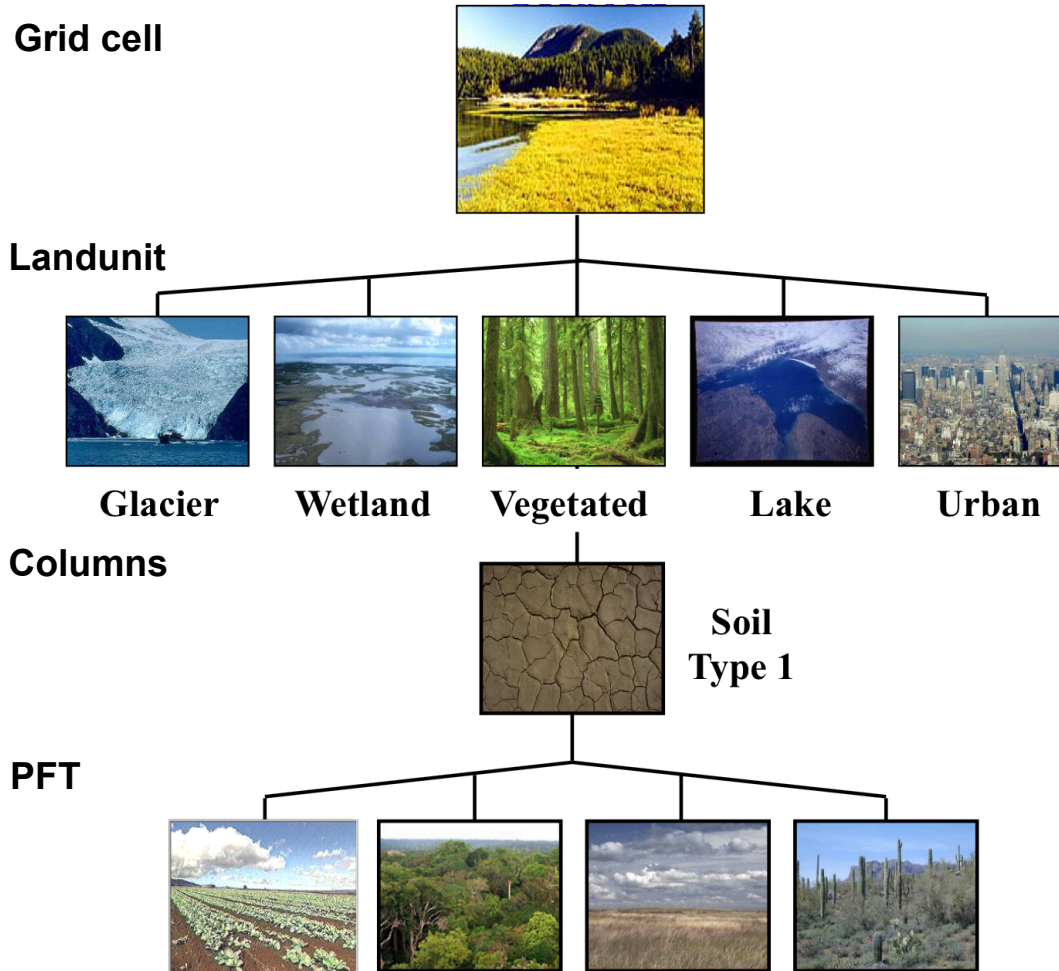 Grid cell
Landunit
Glacier
Wetland
Vegetated
Lake
Urban
Columns
Soil
Type 1
PFT